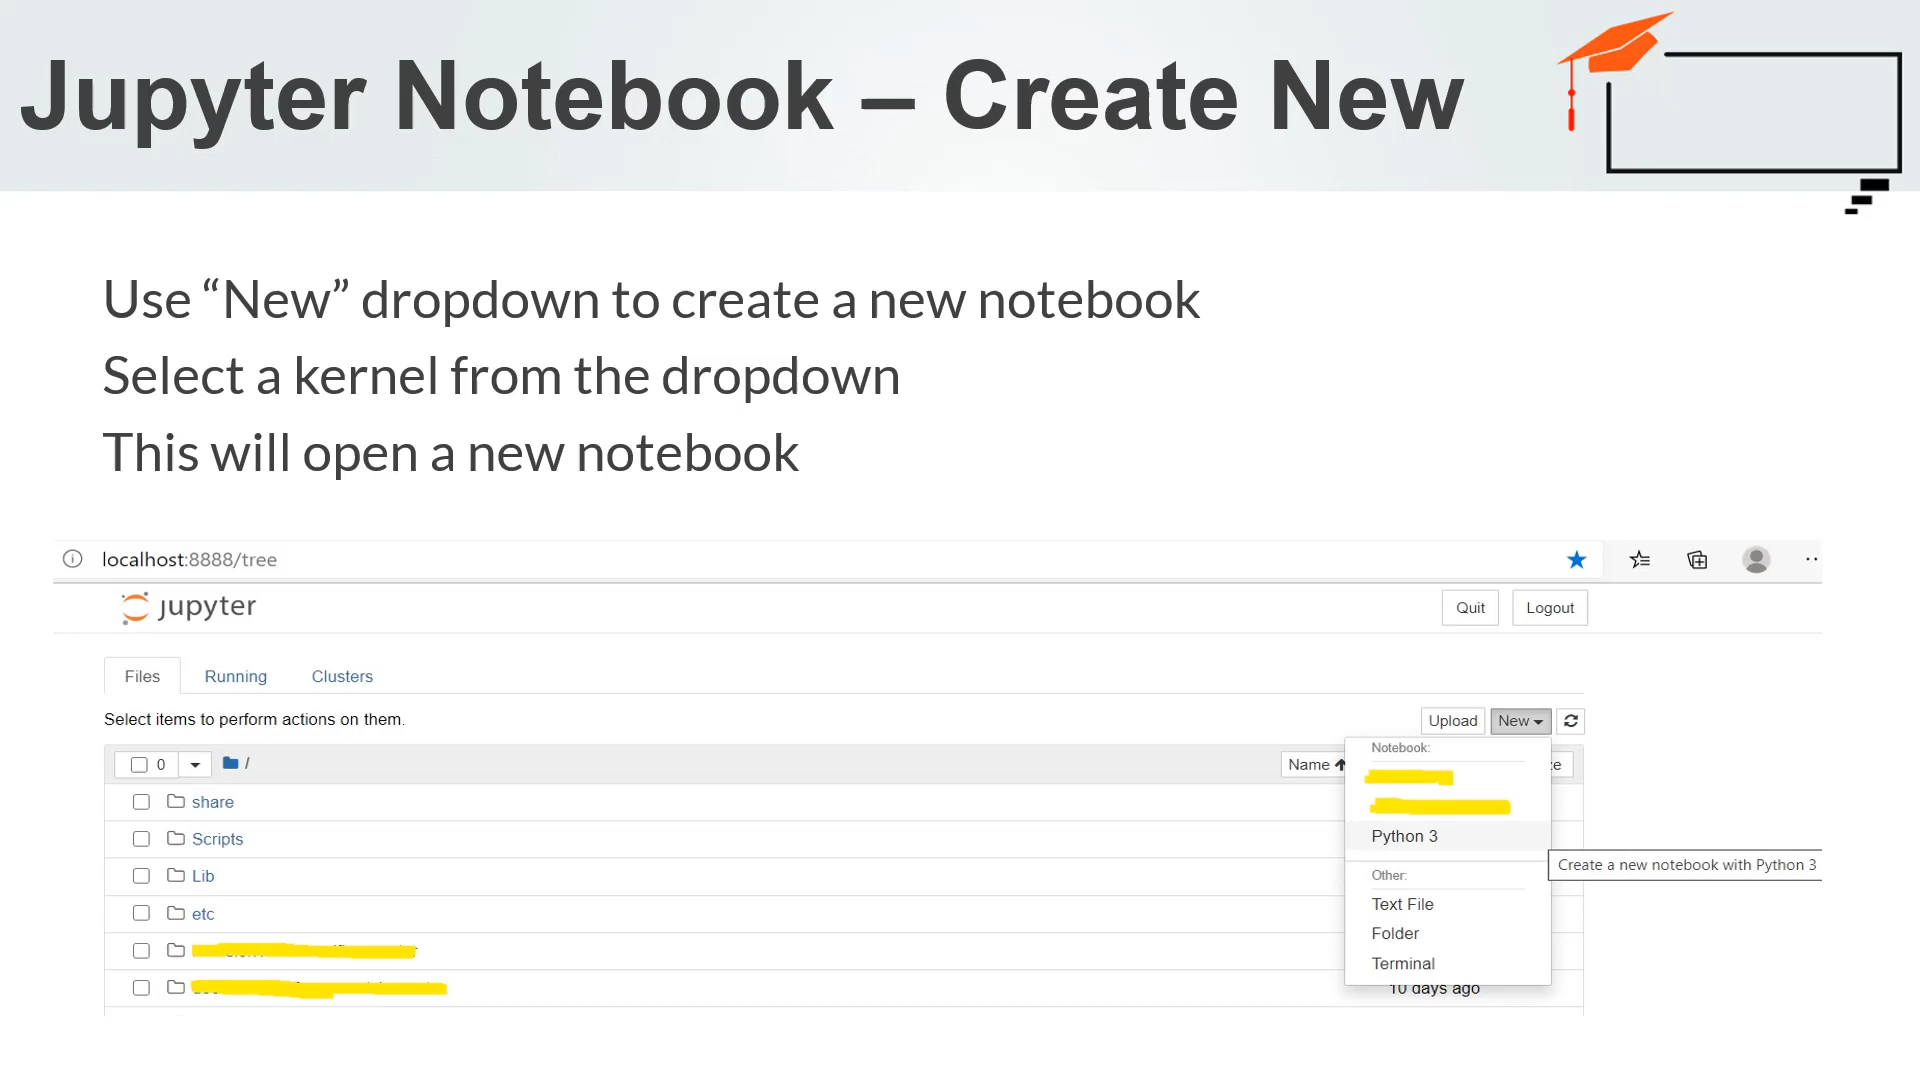 Jupyter Notebook – Create New
Use “New” dropdown to create a new notebook
Select a kernel from the dropdown
This will open a new notebook
localhost:8888/tree
jupyter
Quit
Logout
Files
Running
Clusters
Select items to perform actions on them.
Upload
New
0
/
Name
ze
Notebook:
Python 3
Create a new notebook with Python 3
Other:
Text File
Folder
Terminal
share
Scripts
Lib
etc
10 days ago